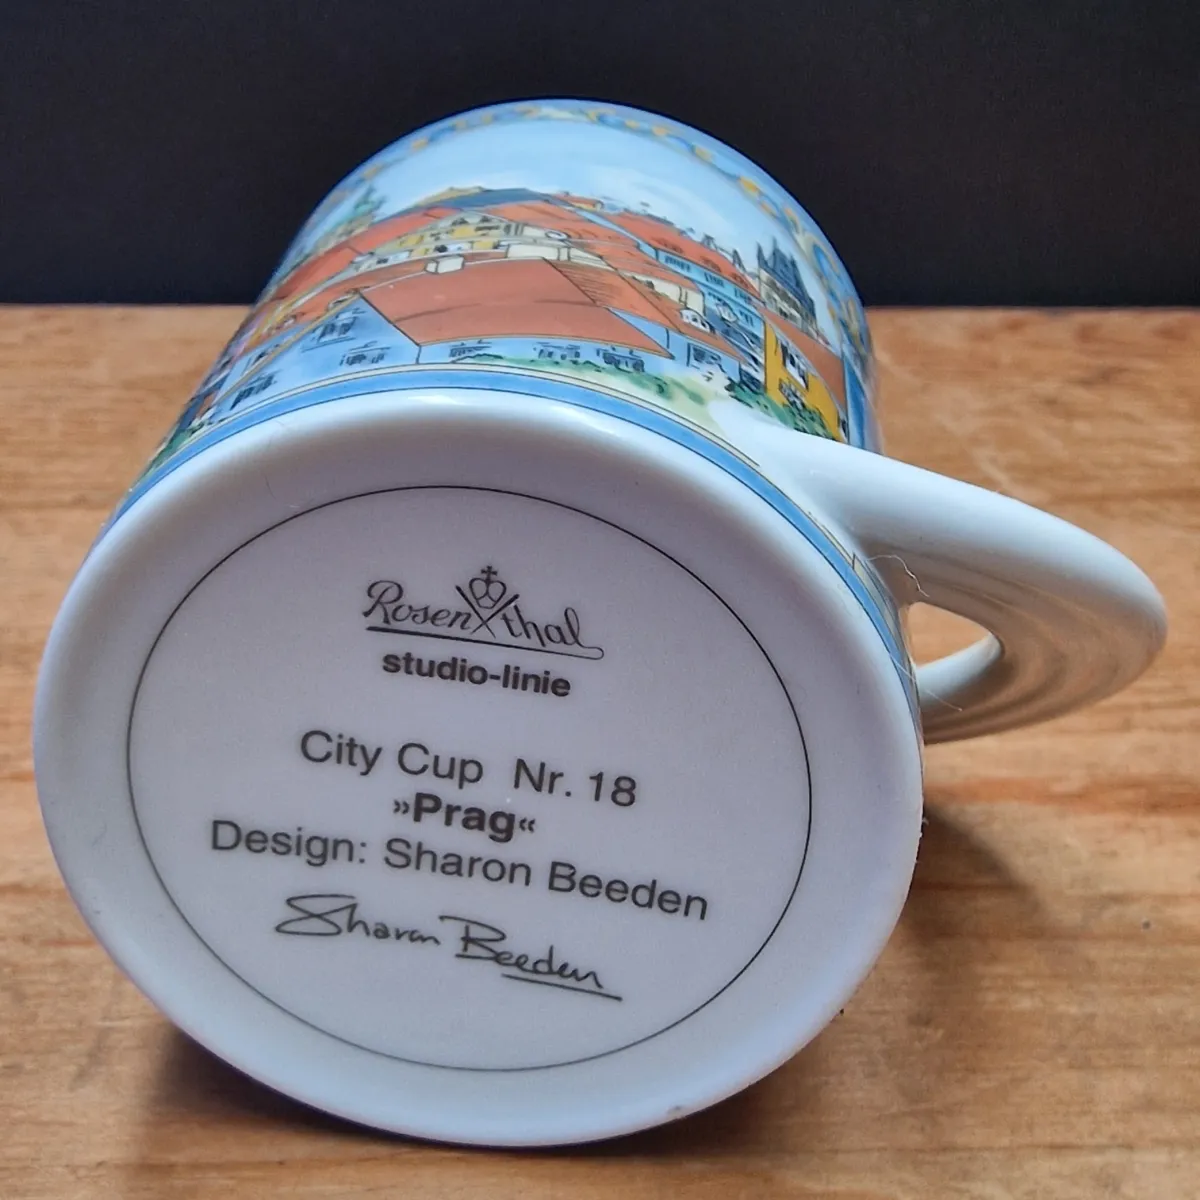 Rosenthal
studio-linie
City Cup Nr. 18
»Prag«
Design: Sharon Beeden
Sharon Beeden